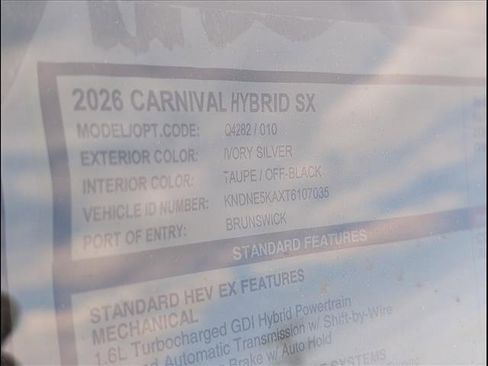 2026 CARNIVAL HYBRID SX
MODEL/OPT.CODE: Q4282 / 010
EXTERIOR COLOR: IVORY SILVER
INTERIOR COLOR: TAUPE / OFF-BLACK
VEHICLE ID NUMBER: KNDNE5KAXT6107035
PORT OF ENTRY: BRUNSWICK
STANDARD FEATURES
STANDARD HEV EX FEATURES
MECHANICAL
1.6L Turbocharged GDI Hybrid Powertrain
Automatic Transmission w/ Shift-by-Wire
Brake w/ Auto Hold
SYSTEMS